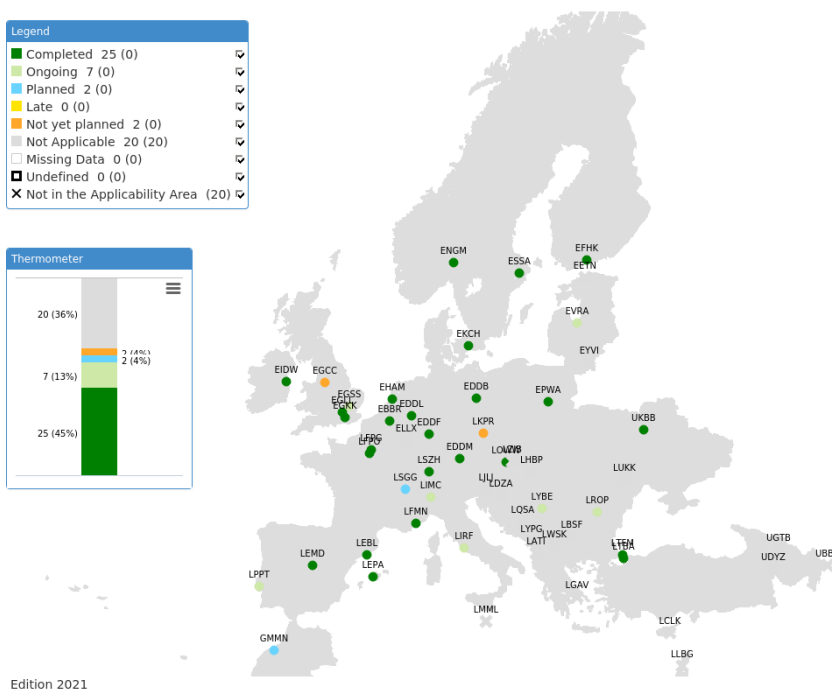 Legend
Completed 25 (0)
Ongoing 7 (0)
Planned 2 (0)
Late 0 (0)
Not yet planned 2 (0)
Not Applicable 20 (20)
Missing Data 0 (0)
Undefined 0 (0)
Not in the Applicability Area (20)
Thermometer
20 (36%)
2 (4%)
2 (4%)
7 (13%)
25 (45%)
ENGM
ESSA
EFHK
EETN
EVRA
EKCH
EYVI
EIDW
EGCC
EGSS
EGKK
EHAM
EDDL
EBBR
ELLX
EDDF
EDDB
EPWA
LKPR
UKBB
LFPG
EDDM
LSZH
LHBP
LUKK
LSGG
LIMC
LJLJ
LDZA
LYBE
LQSA
LROP
LFMN
LYPG
LBSF
LWSK
LATI
LIRF
LEBL
LEMD
LEPA
LPPT
LTBA
UGTB
UDYZ
UBB
LGAV
LMML
LCLK
GMMN
LLBG
Edition 2021